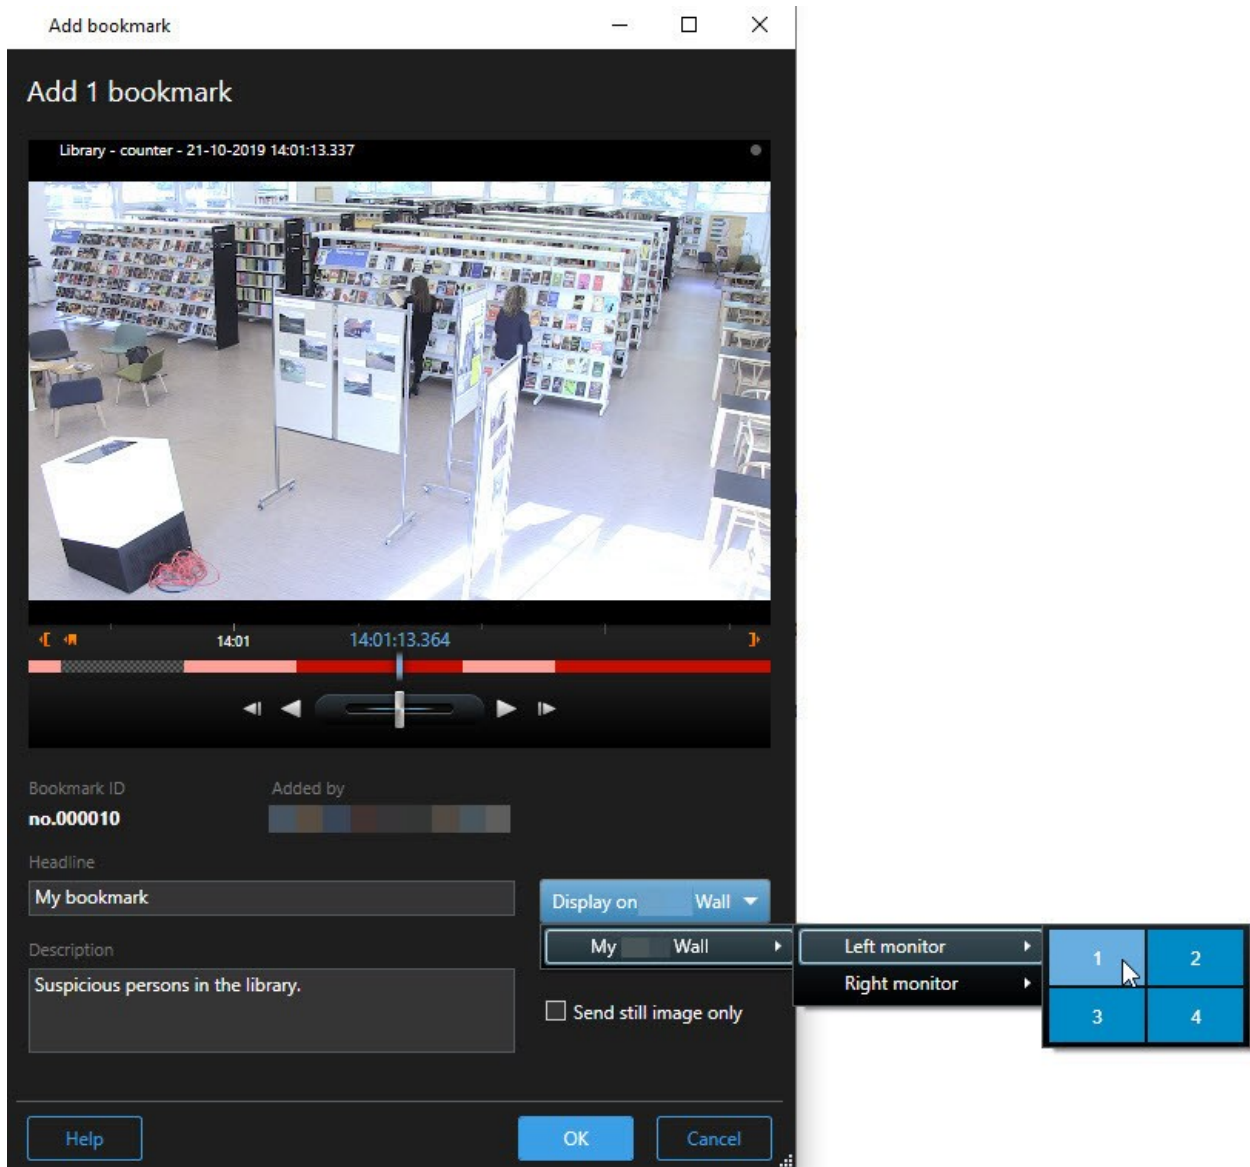 Add bookmark
Add 1 bookmark
Library - counter - 21-10-2019 14:01:13.337
14:01 14:01:13.364
Bookmark ID Added by
no.000010
Headline
My bookmark
Display on Wall
My Wall
Left monitor
Right monitor
1 2
3 4
Description
Suspicious persons in the library.
Send still image only
Help OK Cancel